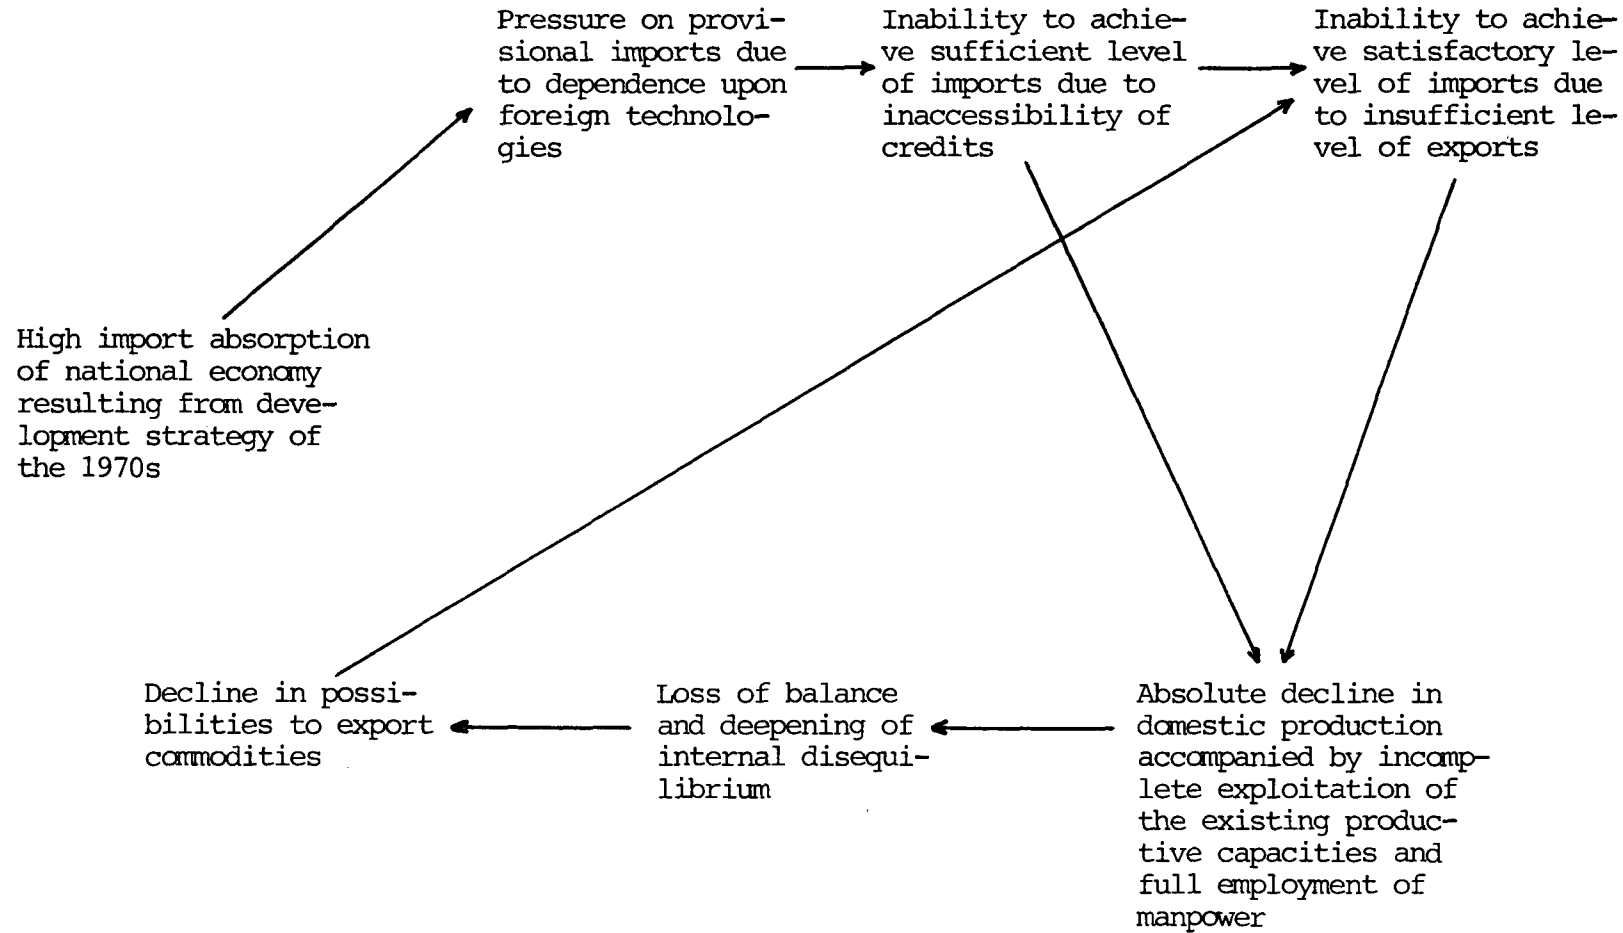 Pressure on provi-
sional imports due
to dependence upon
foreign technolo-
gies
Inability to achie-
ve sufficient level
of imports due to
inaccessibility of
credits
Inability to achie-
ve satisfactory le-
vel of imports due
to insufficient le-
vel of exports
High import absorption
of national economy
resulting from deve-
lopment strategy of
the 1970s
Decline in possi-
bilities to export
commodities
Loss of balance
and deepening of
internal disequi-
librium
Absolute decline in
domestic production
accompanied by incomp-
lete exploitation of
the existing produc-
tive capacities and
full employment of
manpower